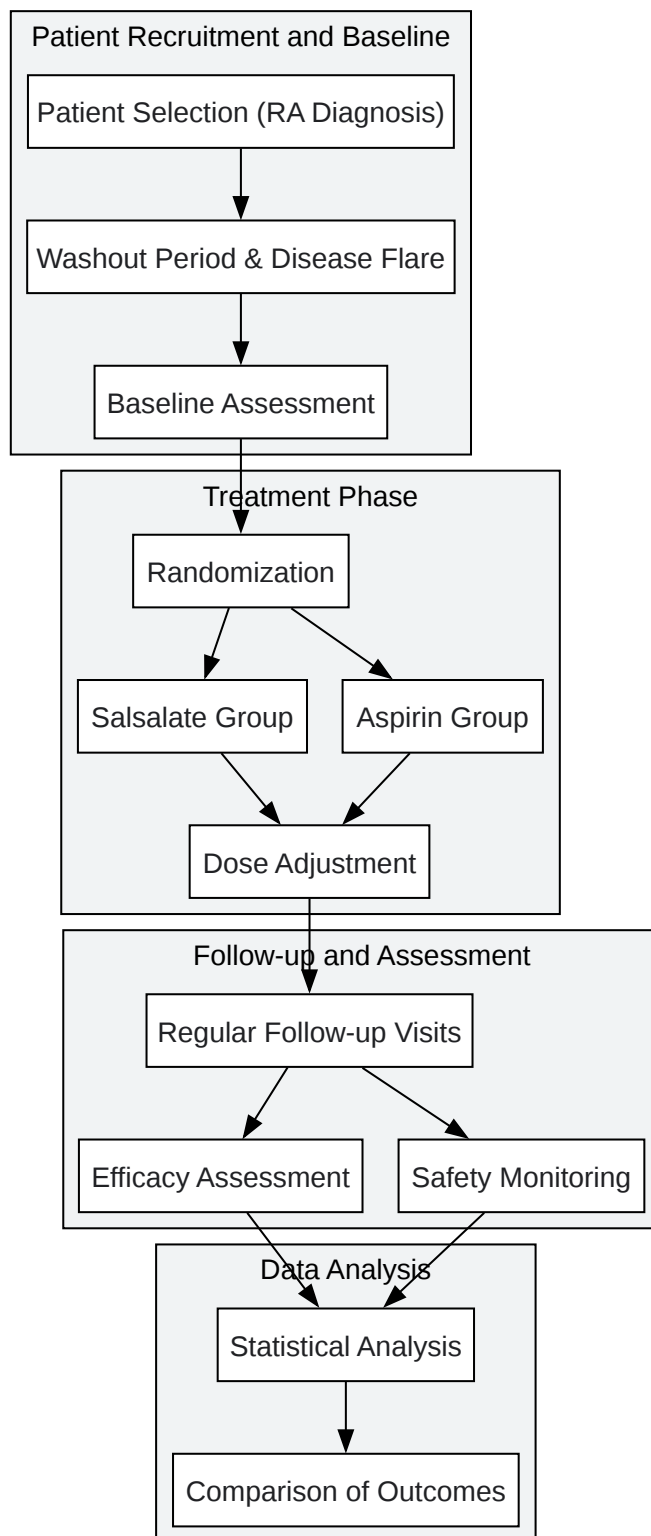 Patient Recruitment and Baseline
Patient Selection (RA Diagnosis)
Washout Period & Disease Flare
Baseline Assessment
Treatment Phase
Randomization
Salsalate Group
Aspirin Group
Dose Adjustment
Follow-up and Assessment
Regular Follow-up Visits
Efficacy Assessment
Safety Monitoring
Data Analysis
Statistical Analysis
Comparison of Outcomes